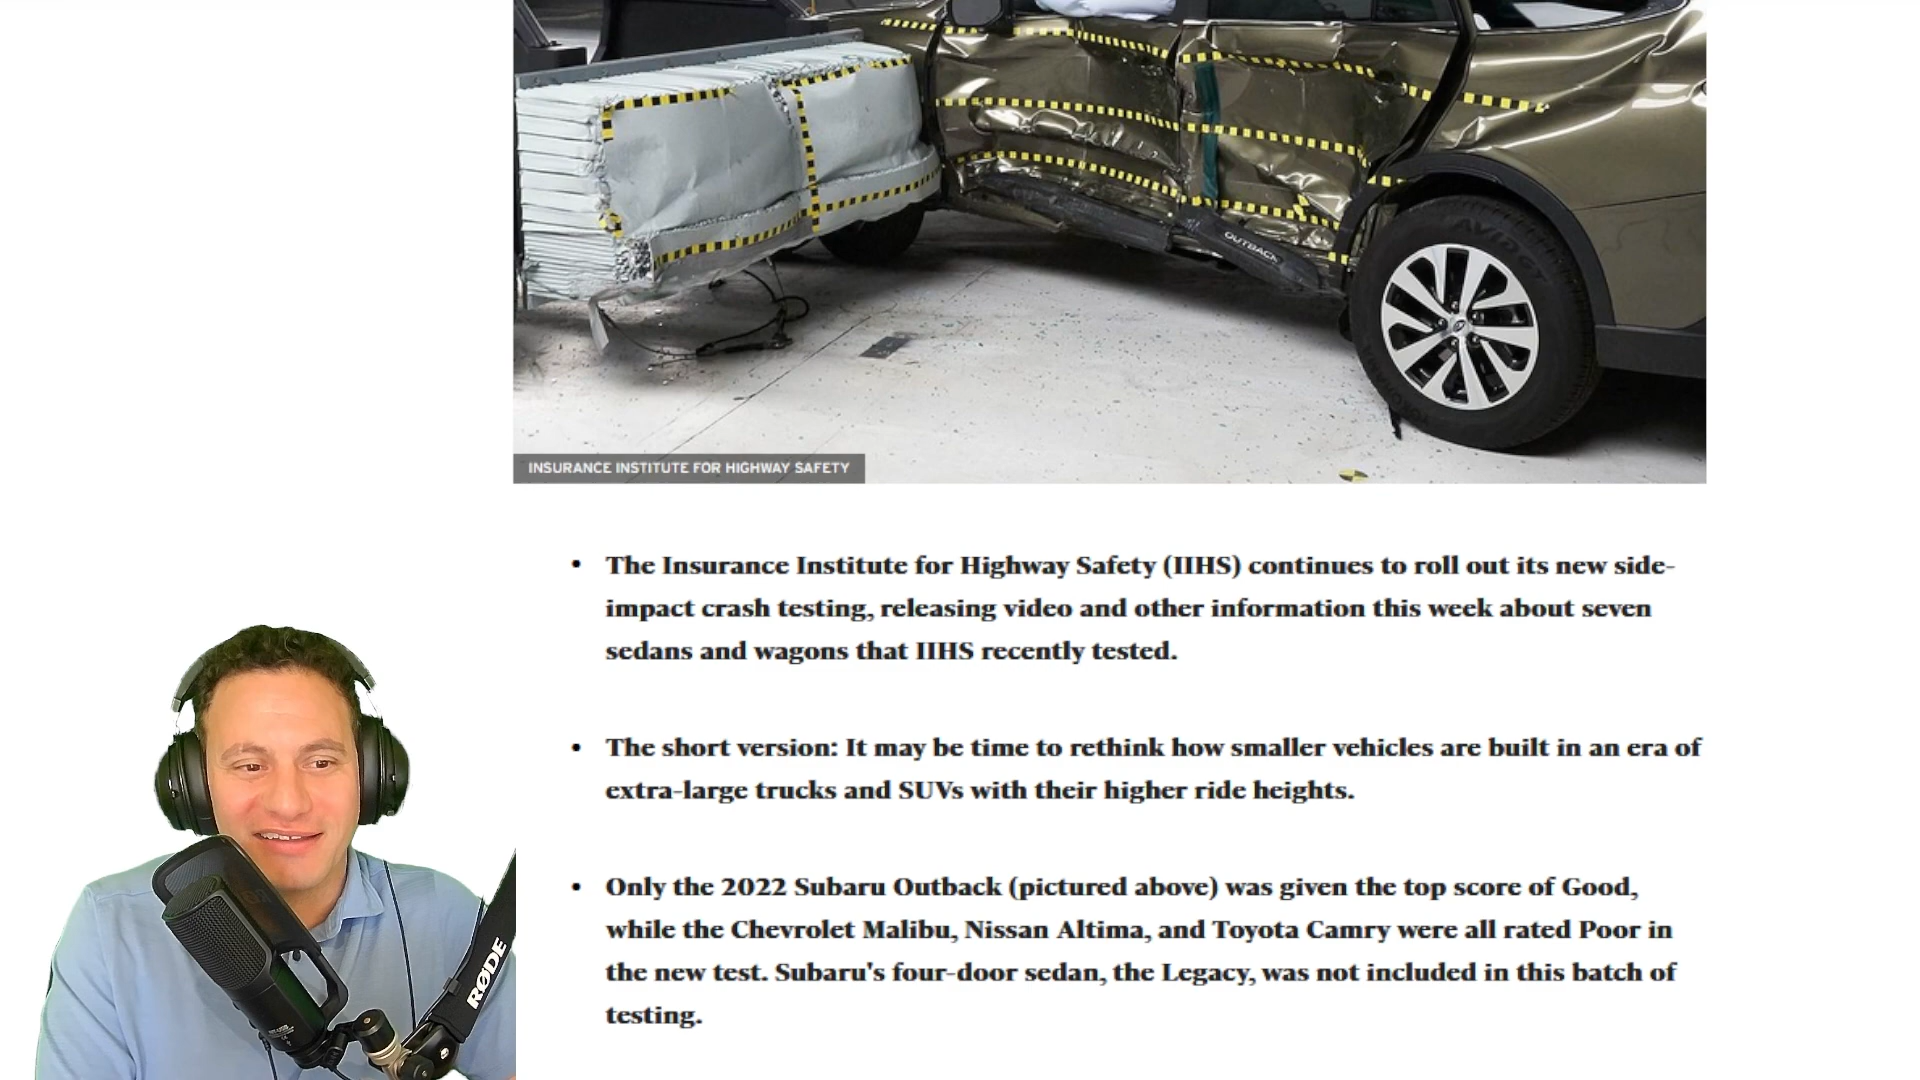 AVID GT
OUTBACK
INSURANCE INSTITUTE FOR HIGHWAY SAFETY
• The Insurance Institute for Highway Safety (IIHS) continues to roll out its new side-
impact crash testing, releasing video and other information this week about seven
sedans and wagons that IIHS recently tested.
• The short version: It may be time to rethink how smaller vehicles are built in an era of
extra-large trucks and SUVs with their higher ride heights.
• Only the 2022 Subaru Outback (pictured above) was given the top score of Good,
while the Chevrolet Malibu, Nissan Altima, and Toyota Camry were all rated Poor in
the new test. Subaru's four-door sedan, the Legacy, was not included in this batch of
testing.
RØDE